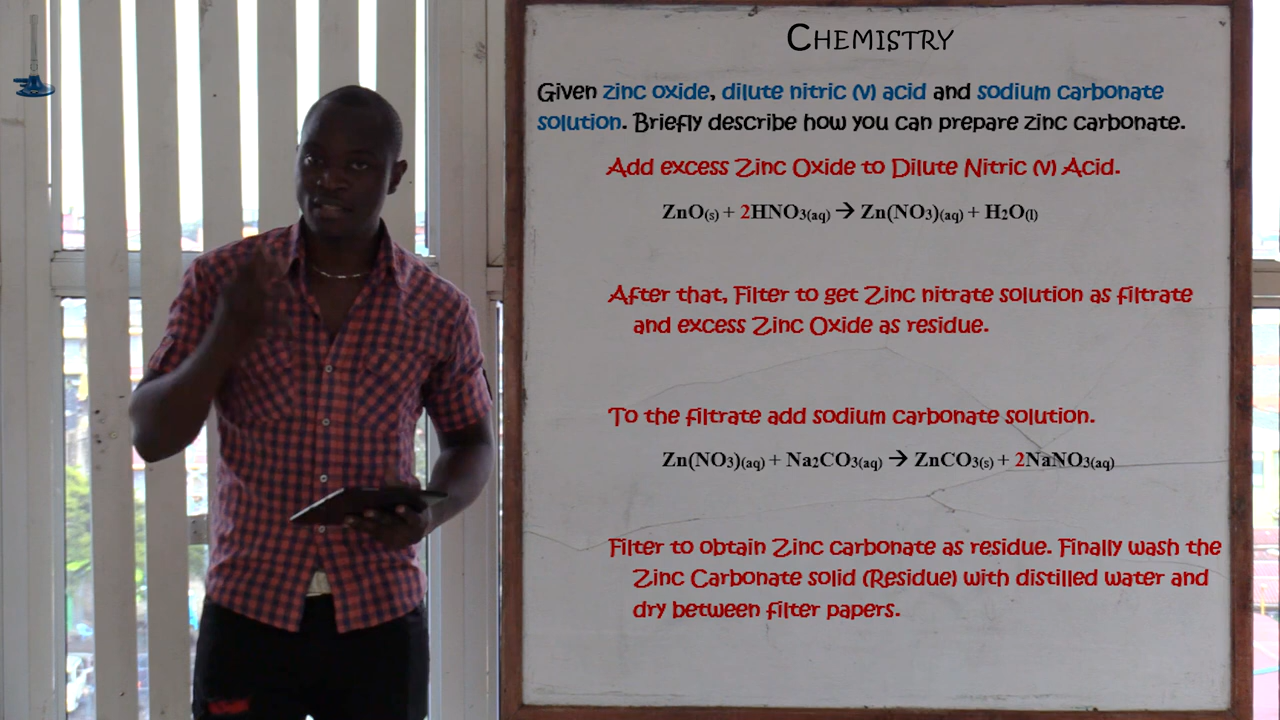 CHEMISTRY
Given zinc oxide, dilute nitric (v) acid and sodium carbonate
solution. Briefly describe how you can prepare zinc carbonate.
Add excess Zinc Oxide to Dilute Nitric (v) Acid.
ZnO(s) + 2HNO3(aq) → Zn(NO3)(aq) + H2O(l)
After that, Filter to get Zinc nitrate solution as filtrate
and excess Zinc Oxide as residue.
To the filtrate add sodium carbonate solution.
Zn(NO3)(aq) + Na2CO3(aq) → ZnCO3(s) + 2NaNO3(aq)
Filter to obtain Zinc carbonate as residue. Finally wash the
Zinc Carbonate solid (Residue) with distilled water and
dry between filter papers.